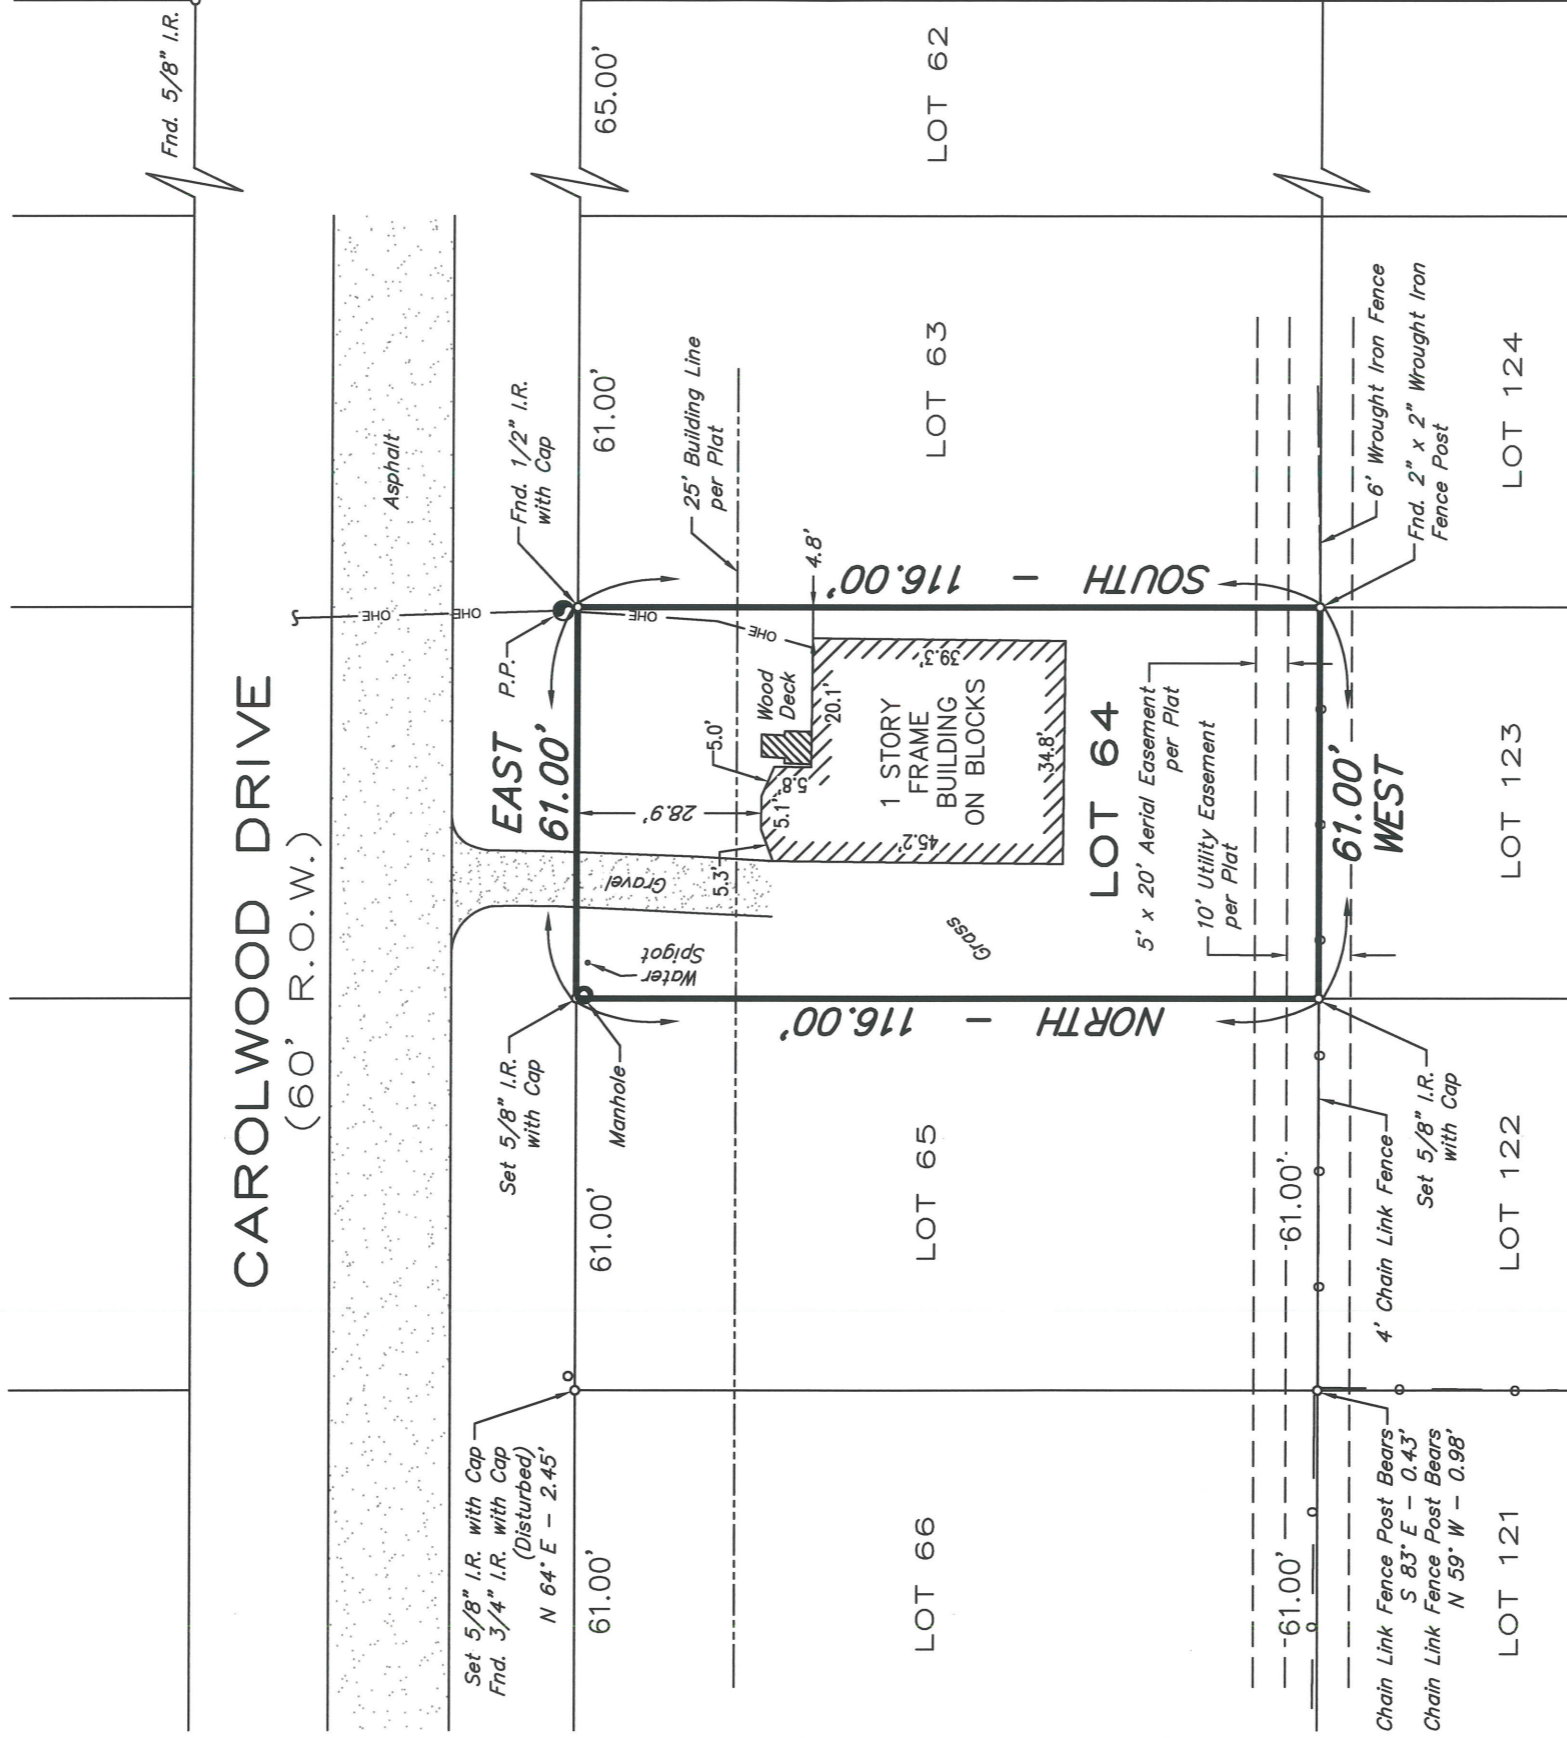 Fnd. 5/8" I.R.
CAROLWOOD DRIVE
(60' R.O.W.)
Asphalt
Set 5/8" I.R. with Cap
Fnd. 3/4" I.R. with Cap
(Disturbed)
N 64° E - 2.45'
Set 5/8" I.R.
with Cap
Manhole
EAST
61.00'
P.P.
Fnd. 1/2" I.R.
with Cap
OHE
OHE
OHE
OHE
61.00'
61.00'
61.00'
65.00'
Water
Spigot
Gravel
28.9'
5.3'
5.1'
5.0'
5.8'
Wood
Deck
25' Building Line
per Plat
4.8'
20.1'
39.3'
45.2'
34.8'
1 STORY
FRAME
BUILDING
ON BLOCKS
Grass
NORTH - 116.00'
SOUTH - 116.00'
LOT 66
LOT 65
LOT 64
LOT 63
LOT 62
5' x 20' Aerial Easement
per Plat
10' Utility Easement
per Plat
61.00'
61.00'
61.00'
WEST
6' Wrought Iron Fence
Fnd. 2" x 2" Wrought Iron
Fence Post
4' Chain Link Fence
Set 5/8" I.R.
with Cap
Chain Link Fence Post Bears
S 83° E - 0.43'
Chain Link Fence Post Bears
N 59° W - 0.98'
LOT 121
LOT 122
LOT 123
LOT 124